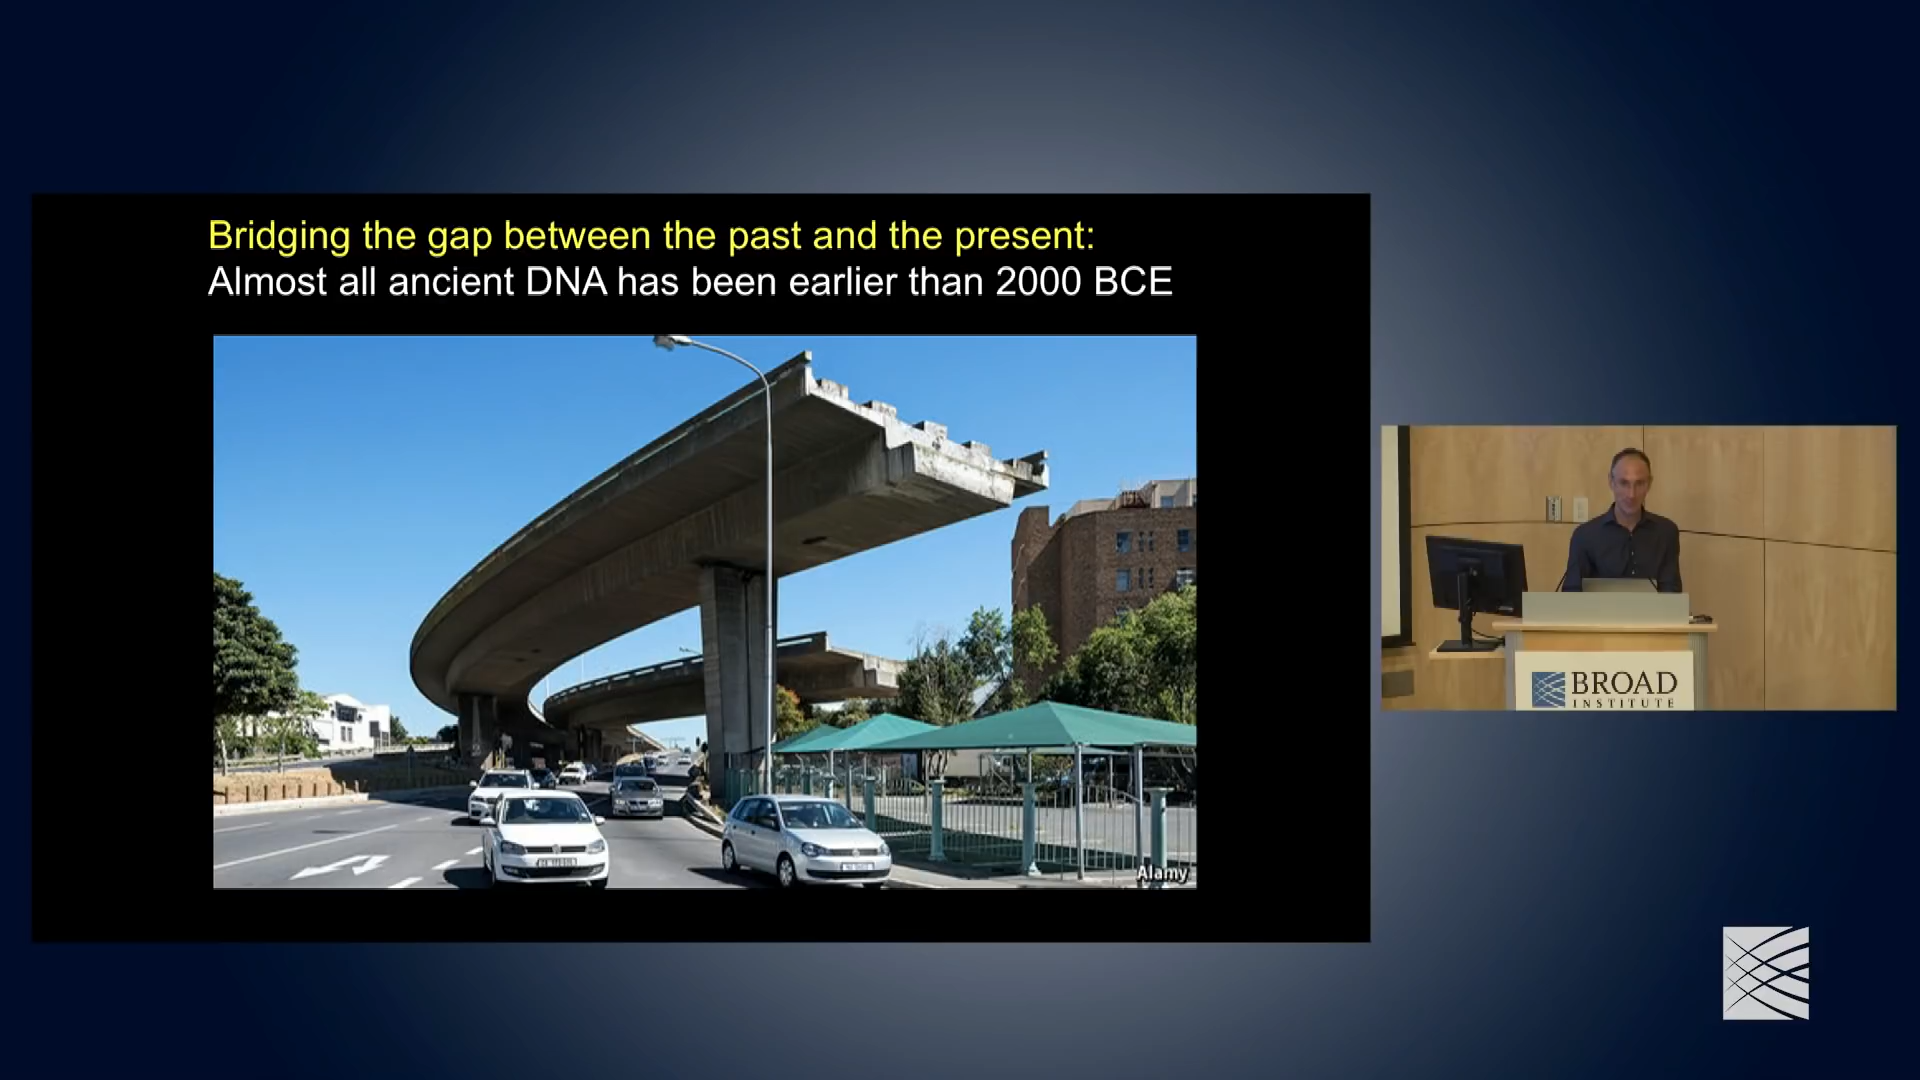 Bridging the gap between the past and the present:
Almost all ancient DNA has been earlier than 2000 BCE
Alamy
BROAD
INSTITUTE